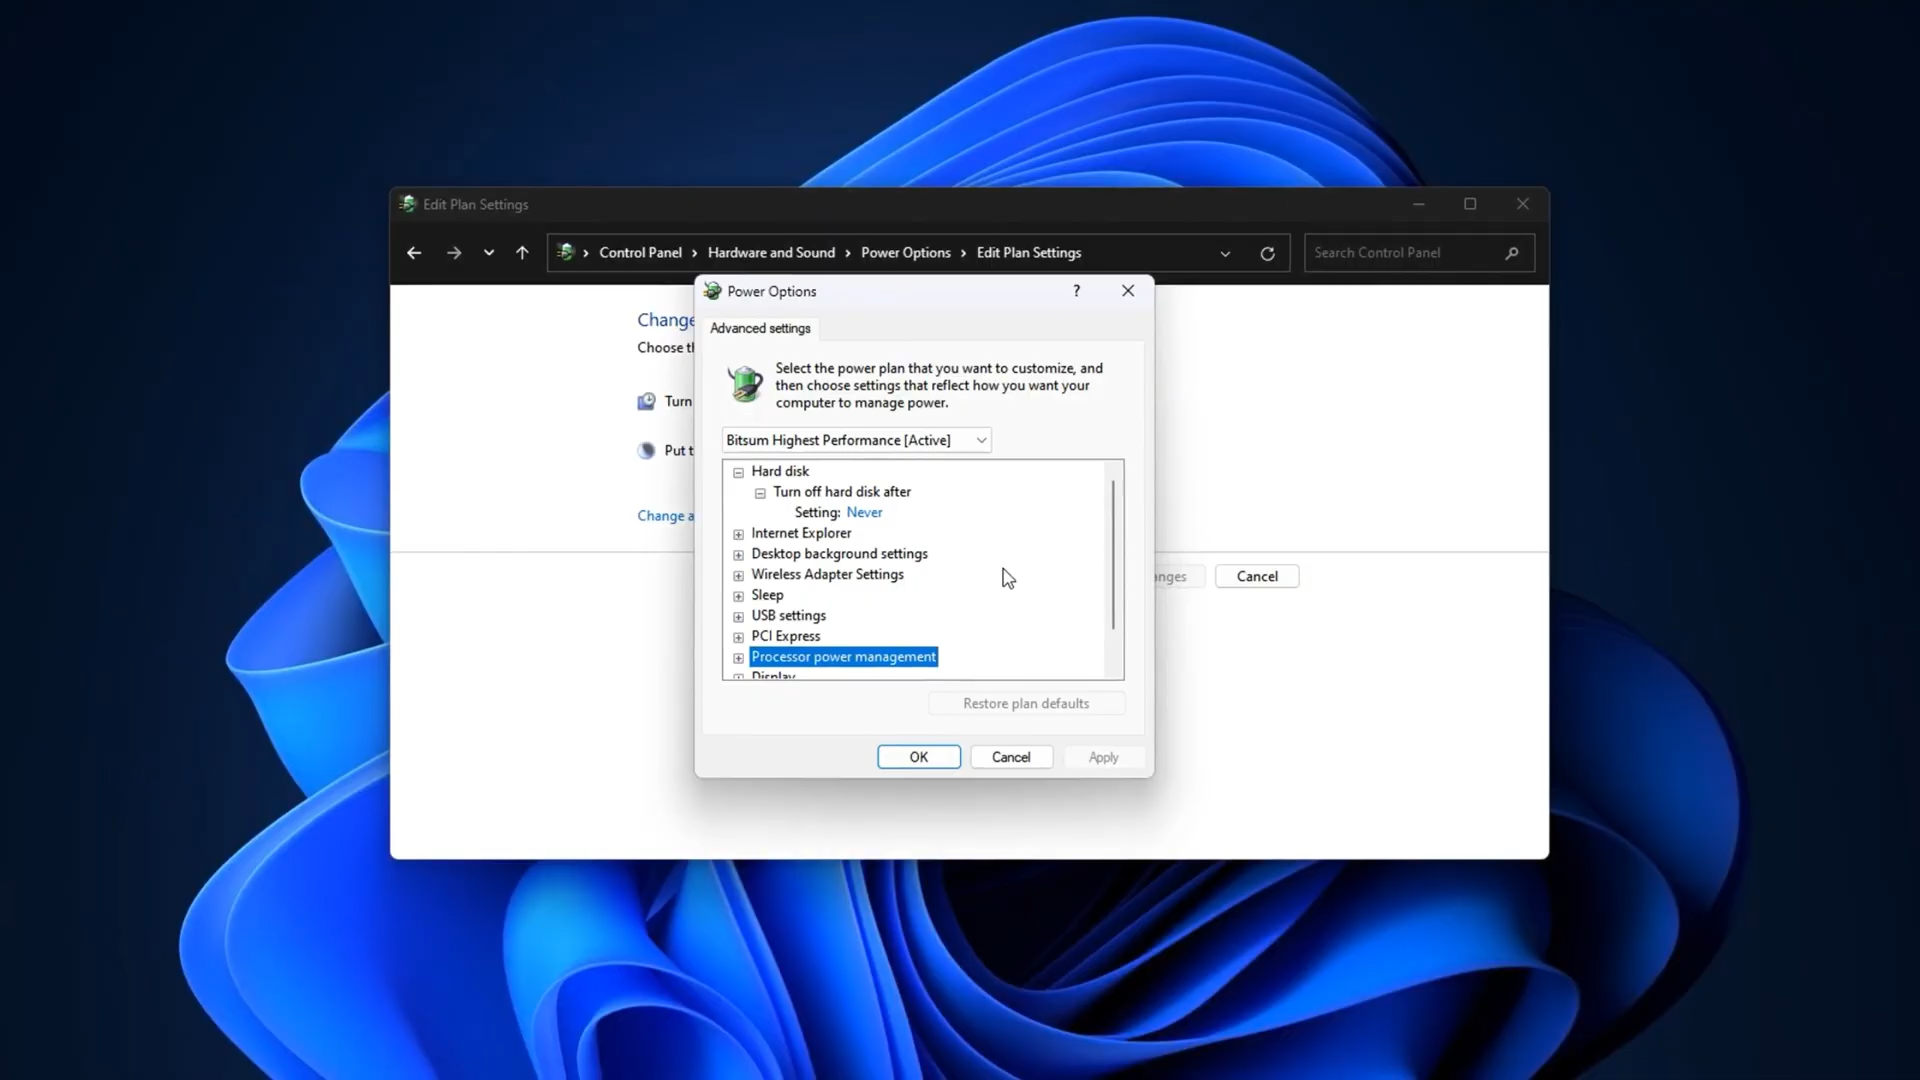 Edit Plan Settings
Control Panel > Hardware and Sound > Power Options > Edit Plan Settings
Search Control Panel
Power Options
?
Advanced settings
Change
Choose
Turn
Put
Change a
Select the power plan that you want to customize, and
then choose settings that reflect how you want your
computer to manage power.
Bitsum Highest Performance [Active]
Hard disk
Turn off hard disk after
Setting: Never
Internet Explorer
Desktop background settings
Wireless Adapter Settings
Sleep
USB settings
PCI Express
Processor power management
Display
Restore plan defaults
OK
Cancel
Apply
Cancel